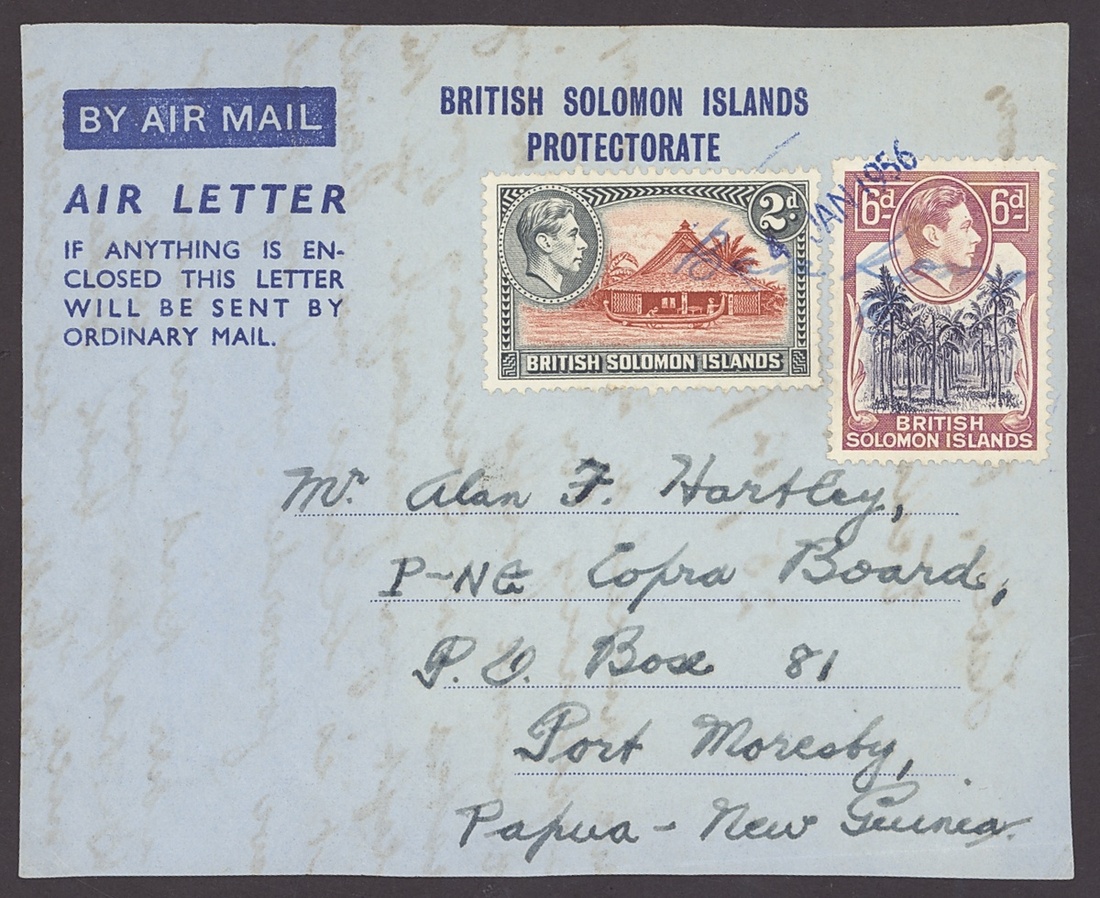 BY AIR MAIL
AIR LETTER
IF ANYTHING IS EN-
CLOSED THIS LETTER
WILL BE SENT BY
ORDINARY MAIL.
BRITISH SOLOMON ISLANDS
PROTECTORATE
2d
BRITISH SOLOMON ISLANDS
6d 6d
BRITISH
SOLOMON ISLANDS
JAN 1956
Mr Alan F. Hartley,
P-NG Copra Board,
P.O. Box 81
Port Moresby,
Papua - New Guinea.